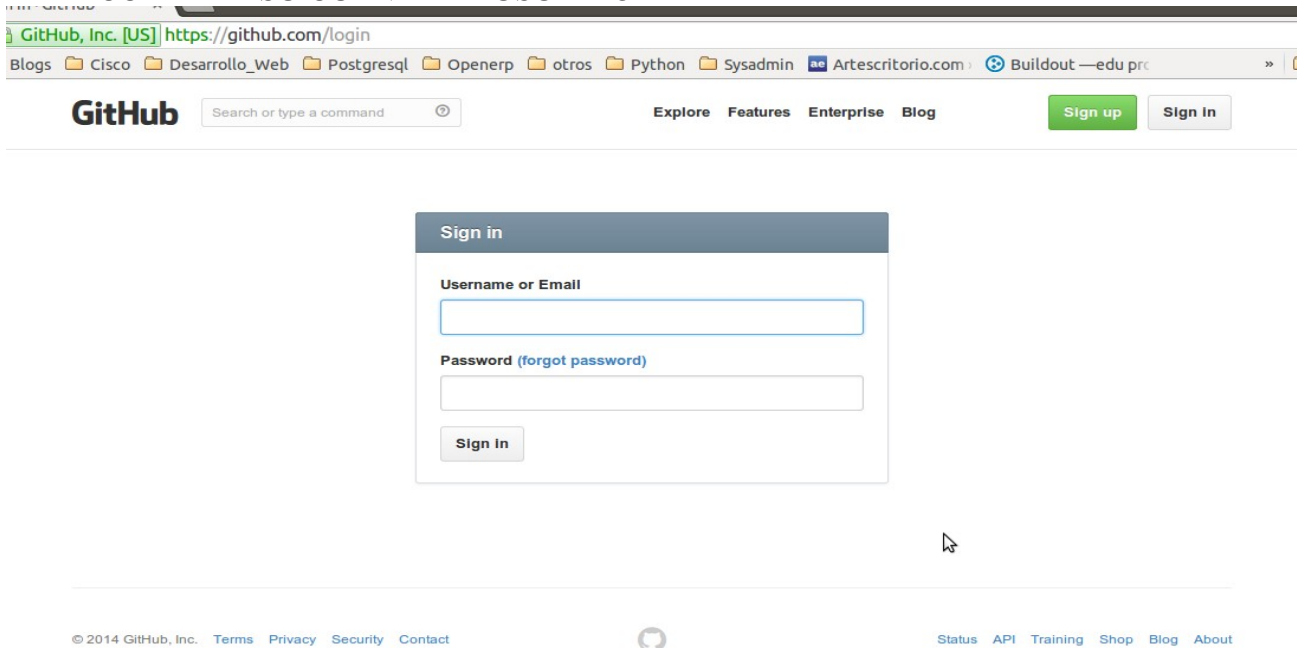 GitHub, Inc. [US] https://github.com/login
Blogs Cisco Desarrollo_Web Postgresql Openerp otros Python Sysadmin ae Artescritorio.com Buildout —edu
GitHub Search or type a command Explore Features Enterprise Blog Sign up Sign in
Sign in
Username or Email
Password (forgot password)
Sign in
© 2014 GitHub, Inc. Terms Privacy Security Contact Status API Training Shop Blog About